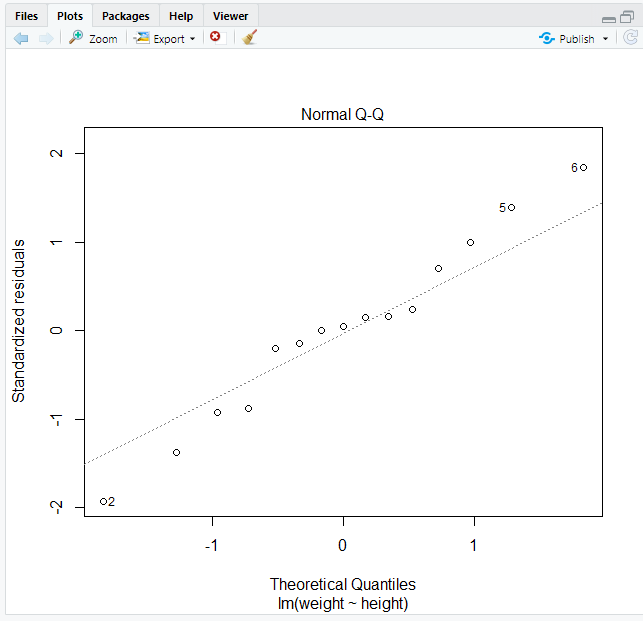 Files Plots Packages Help Viewer
Zoom Export Publish
Normal Q-Q
2
1
0
-1
-2
Standardized residuals
6
5
2
-1 0 1
Theoretical Quantiles
lm(weight ~ height)